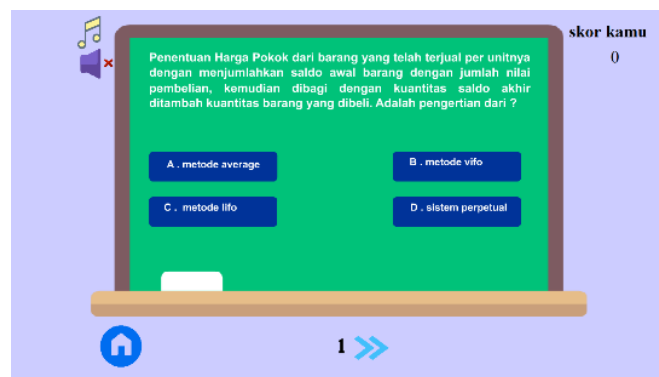 skor kamu
0
Penentuan Harga Pokok dari barang yang telah terjual per unitnya
dengan menjumlahkan saldo awal barang dengan jumlah nilai
pembelian, kemudian dibagi dengan kuantitas saldo akhir
ditambah kuantitas barang yang dibeli. Adalah pengertian dari ?
A . metode average
B . metode vifo
C . metode lifo
D . sistem perpetual
1